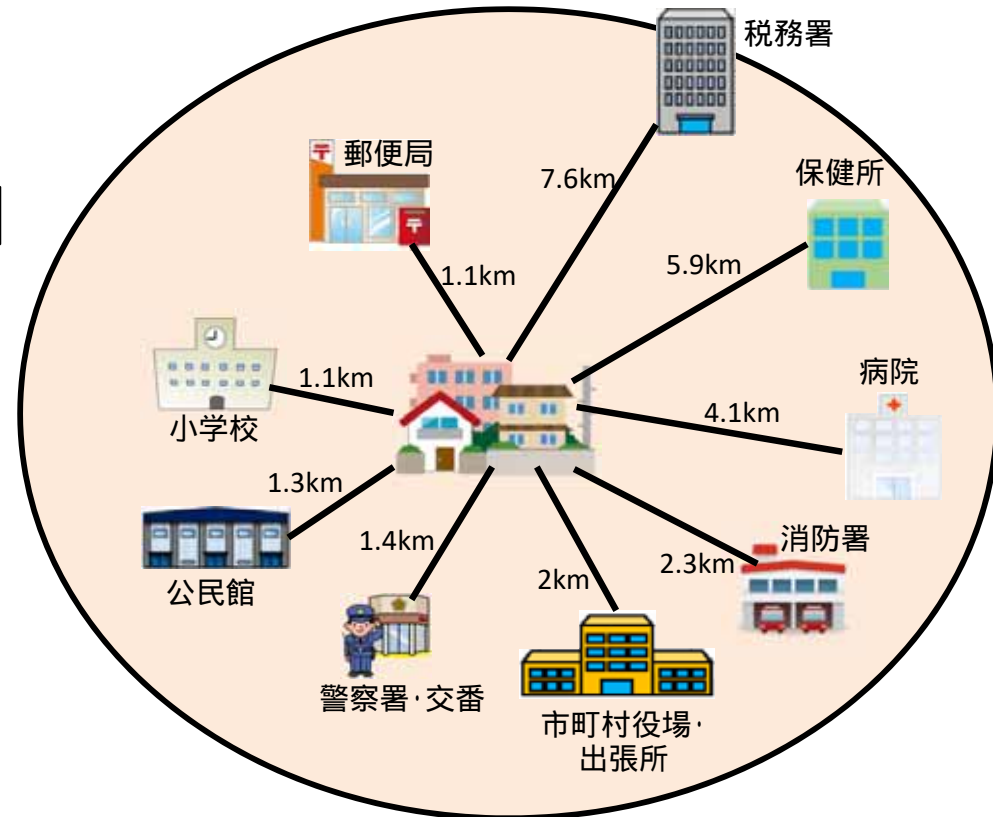 税務署
郵便局
保健所
7.6km
5.9km
1.1km
病院
1.1km
4.1km
小学校
1.3km
消防署
1.4km
2.3km
2km
公民館
警察署・交番
市町村役場・
出張所
〒
〒